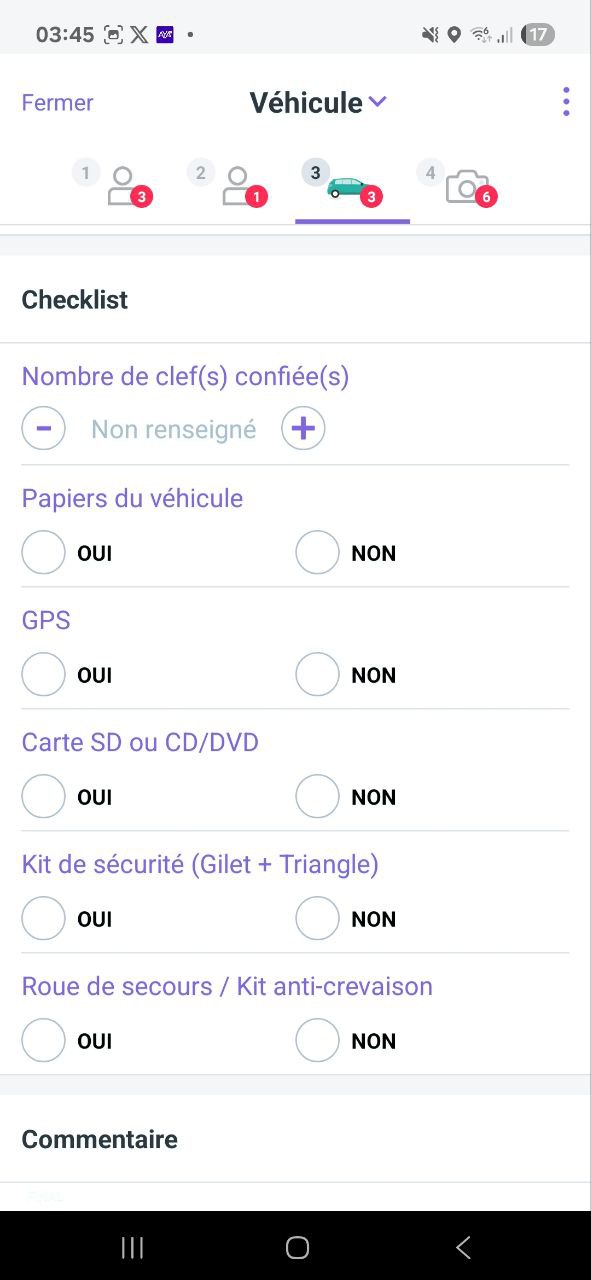 03:45
17
Fermer
Véhicule
1
3
2
1
3
3
4
6
Checklist
Nombre de clef(s) confiée(s)
- Non renseigné +
Papiers du véhicule
OUI NON
GPS
OUI NON
Carte SD ou CD/DVD
OUI NON
Kit de sécurité (Gilet + Triangle)
OUI NON
Roue de secours / Kit anti-crevaison
OUI NON
Commentaire